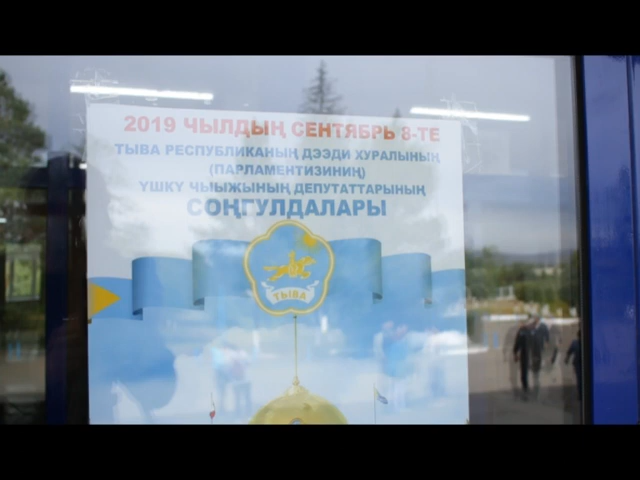 2019 ЧЫЛДЫҢ СЕНТЯБРЬ 8-ТЕ
ТЫВА РЕСПУБЛИКАНЫҢ ДЭЭДИ ХУРАЛЫНЫҢ
(ПАРЛАМЕНТИЗИНИҢ)
ҮШКҮ ЧЫЫЖЫНЫҢ ДЕПУТАТТАРЫНЫҢ
СОҢГУЛДАЛАРЫ
ТЫВА